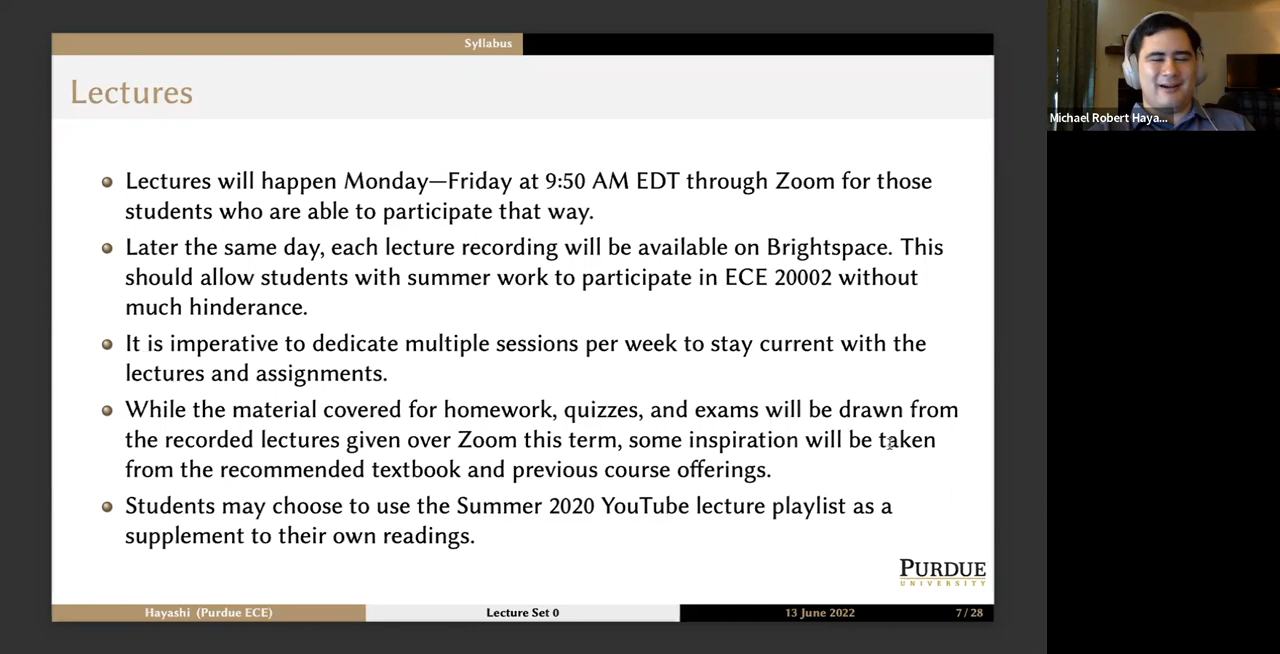 Syllabus
Lectures
Lectures will happen Monday—Friday at 9:50 AM EDT through Zoom for those
students who are able to participate that way.
Later the same day, each lecture recording will be available on Brightspace. This
should allow students with summer work to participate in ECE 20002 without
much hinderance.
It is imperative to dedicate multiple sessions per week to stay current with the
lectures and assignments.
While the material covered for homework, quizzes, and exams will be drawn from
the recorded lectures given over Zoom this term, some inspiration will be taken
from the recommended textbook and previous course offerings.
Students may choose to use the Summer 2020 YouTube lecture playlist as a
supplement to their own readings.
PURDUE
UNIVERSITY
Hayashi (Purdue ECE)
Lecture Set 0
13 June 2022
7 / 28
Michael Robert Haya...